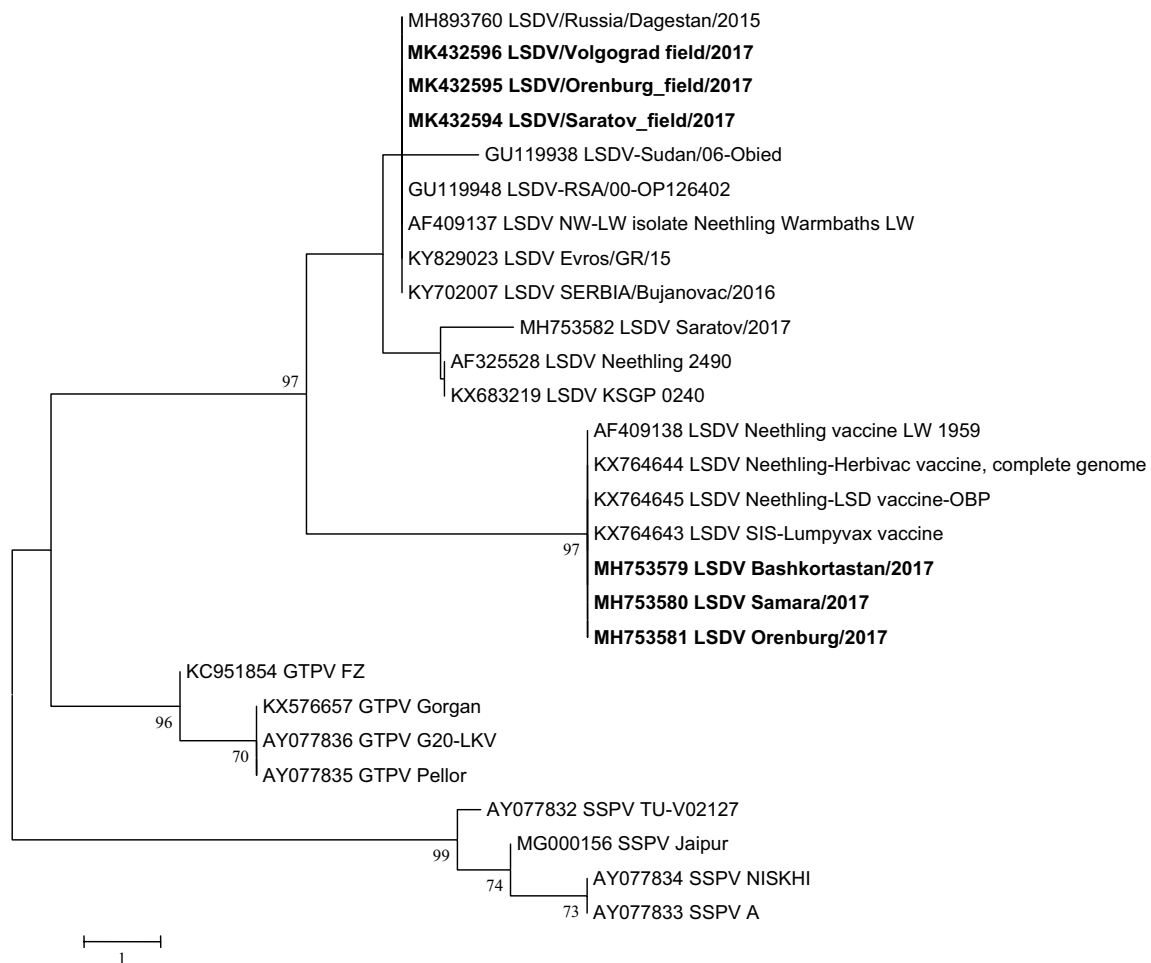 MH893760 LSDV/Russia/Dagestan/2015
MK432596 LSDV/Volgograd field/2017
MK432595 LSDV/Orenburg_field/2017
MK432594 LSDV/Saratov_field/2017
GU119938 LSDV-Sudan/06-Obied
GU119948 LSDV-RSA/00-OP126402
AF409137 LSDV NW-LW isolate Neethling Warmbaths LW
KY829023 LSDV Evros/GR/15
KY702007 LSDV SERBIA/Bujanovac/2016
MH753582 LSDV Saratov/2017
AF325528 LSDV Neethling 2490
97
KX683219 LSDV KSGP 0240
AF409138 LSDV Neethling vaccine LW 1959
KX764644 LSDV Neethling-Herbivac vaccine, complete genome
KX764645 LSDV Neethling-LSD vaccine-OBP
KX764643 LSDV SIS-Lumpyvax vaccine
97
MH753579 LSDV Bashkortastan/2017
MH753580 LSDV Samara/2017
MH753581 LSDV Orenburg/2017
KC951854 GTPV FZ
KX576657 GTPV Gorgan
96
AY077836 GTPV G20-LKV
70
AY077835 GTPV Pellor
AY077832 SSPV TU-V02127
MG000156 SSPV Jaipur
99
AY077834 SSPV NISKHI
74
AY077833 SSPV A
73
1